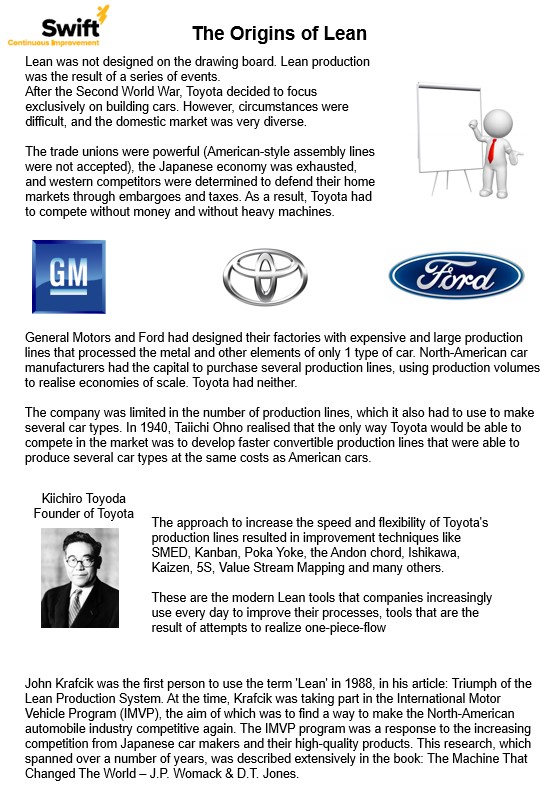 Swift
Continuous Improvement
The Origins of Lean
Lean was not designed on the drawing board. Lean production
was the result of a series of events.
After the Second World War, Toyota decided to focus
exclusively on building cars. However, circumstances were
difficult, and the domestic market was very diverse.
The trade unions were powerful (American-style assembly lines
were not accepted), the Japanese economy was exhausted,
and western competitors were determined to defend their home
markets through embargoes and taxes. As a result, Toyota had
to compete without money and without heavy machines.
GM
Ford
General Motors and Ford had designed their factories with expensive and large production
lines that processed the metal and other elements of only 1 type of car. North-American car
manufacturers had the capital to purchase several production lines, using production volumes
to realise economies of scale. Toyota had neither.
The company was limited in the number of production lines, which it also had to use to make
several car types. In 1940, Taiichi Ohno realised that the only way Toyota would be able to
compete in the market was to develop faster convertible production lines that were able to
produce several car types at the same costs as American cars.
Kiichiro Toyoda
Founder of Toyota
The approach to increase the speed and flexibility of Toyota's
production lines resulted in improvement techniques like
SMED, Kanban, Poka Yoke, the Andon chord, Ishikawa,
Kaizen, 5S, Value Stream Mapping and many others.
These are the modern Lean tools that companies increasingly
use every day to improve their processes, tools that are the
result of attempts to realize one-piece-flow
John Krafcik was the first person to use the term 'Lean' in 1988, in his article: Triumph of the
Lean Production System. At the time, Krafcik was taking part in the International Motor
Vehicle Program (IMVP), the aim of which was to find a way to make the North-American
automobile industry competitive again. The IMVP program was a response to the increasing
competition from Japanese car makers and their high-quality products. This research, which
spanned over a number of years, was described extensively in the book: The Machine That
Changed The World – J.P. Womack & D.T. Jones.